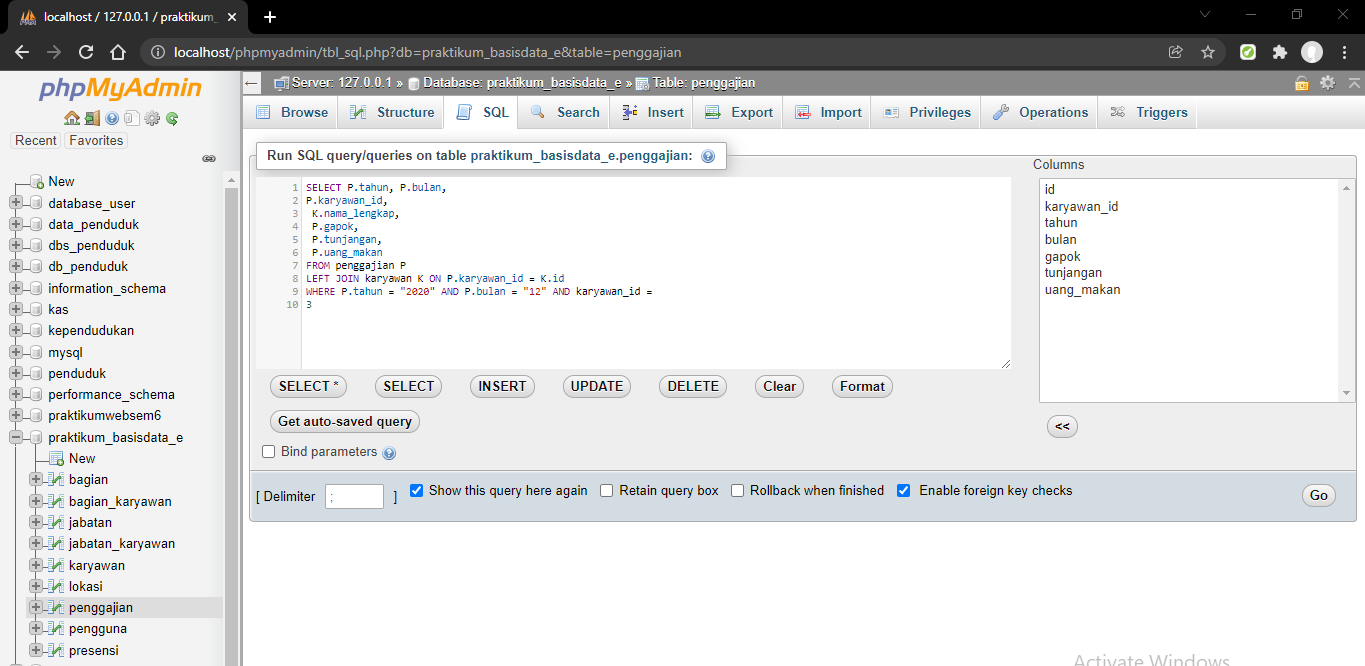 localhost / 127.0.0.1 / praktikum_
localhost/phpmyadmin/tbl_sql.php?db=praktikum_basisdata_e&table=penggajian
phpMyAdmin
Recent Favorites
New
database_user
data_penduduk
dbs_penduduk
db_penduduk
information_schema
kas
kependudukan
mysql
penduduk
performance_schema
praktikumwebsem6
praktikum_basisdata_e
New
bagian
bagian_karyawan
jabatan
jabatan_karyawan
karyawan
lokasi
penggajian
pengguna
presensi
Server: 127.0.0.1 » Database: praktikum_basisdata_e » Table: penggajian
Browse Structure SQL Search Insert Export Import Privileges Operations Triggers
Run SQL query/queries on table praktikum_basisdata_e.penggajian:
1 SELECT P.tahun, P.bulan,
2 P.karyawan_id,
3 K.nama_lengkap,
4 P.gapok,
5 P.tunjangan,
6 P.uang_makan
7 FROM penggajian P
8 LEFT JOIN karyawan K ON P.karyawan_id = K.id
9 WHERE P.tahun = "2020" AND P.bulan = "12" AND karyawan_id =
10 3
Columns
id
karyawan_id
tahun
bulan
gapok
tunjangan
uang_makan
SELECT * SELECT INSERT UPDATE DELETE Clear Format
Get auto-saved query
<<
Bind parameters
[ Delimiter ; ] Show this query here again Retain query box Rollback when finished Enable foreign key checks
Go
Activate Windows